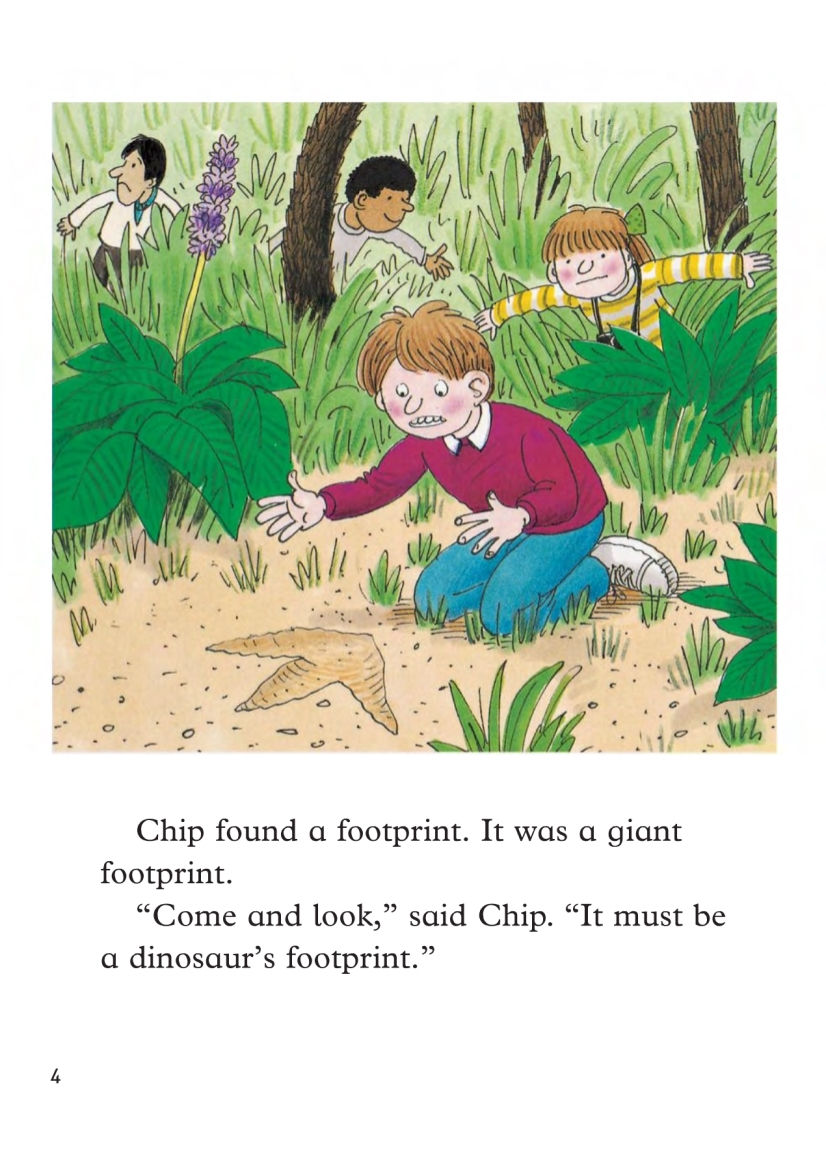 Chip found a footprint. It was a giant
footprint.
“Come and look,” said Chip. “It must be
a dinosaur’s footprint.”
4